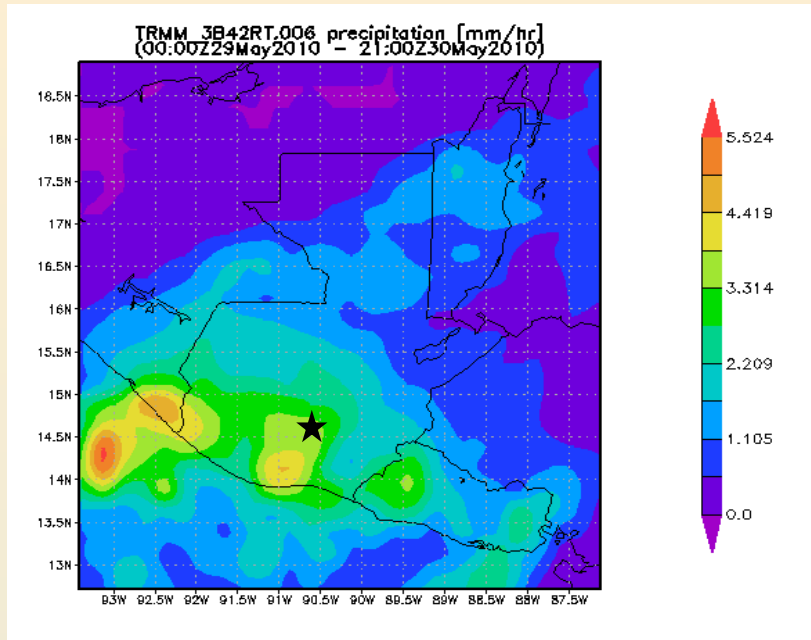 TRMM_3B42RT.006 precipitation [mm/hr]
(00:00Z29May2010 - 21:00Z30May2010)
18.5N
18N
17.5N
17N
16.5N
16N
15.5N
15N
14.5N
14N
13.5N
13N
93W 92.5W 92W 91.5W 91W 90.5W 90W 89.5W 89W 88.5W 88W 87.5W
5.524
4.419
3.314
2.209
1.105
0.0